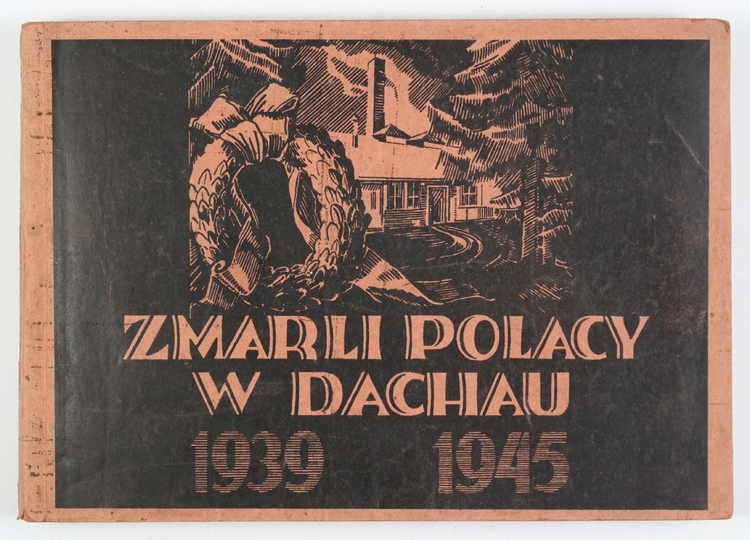 ZMARLI POLACY
W DACHAU
1939 1945